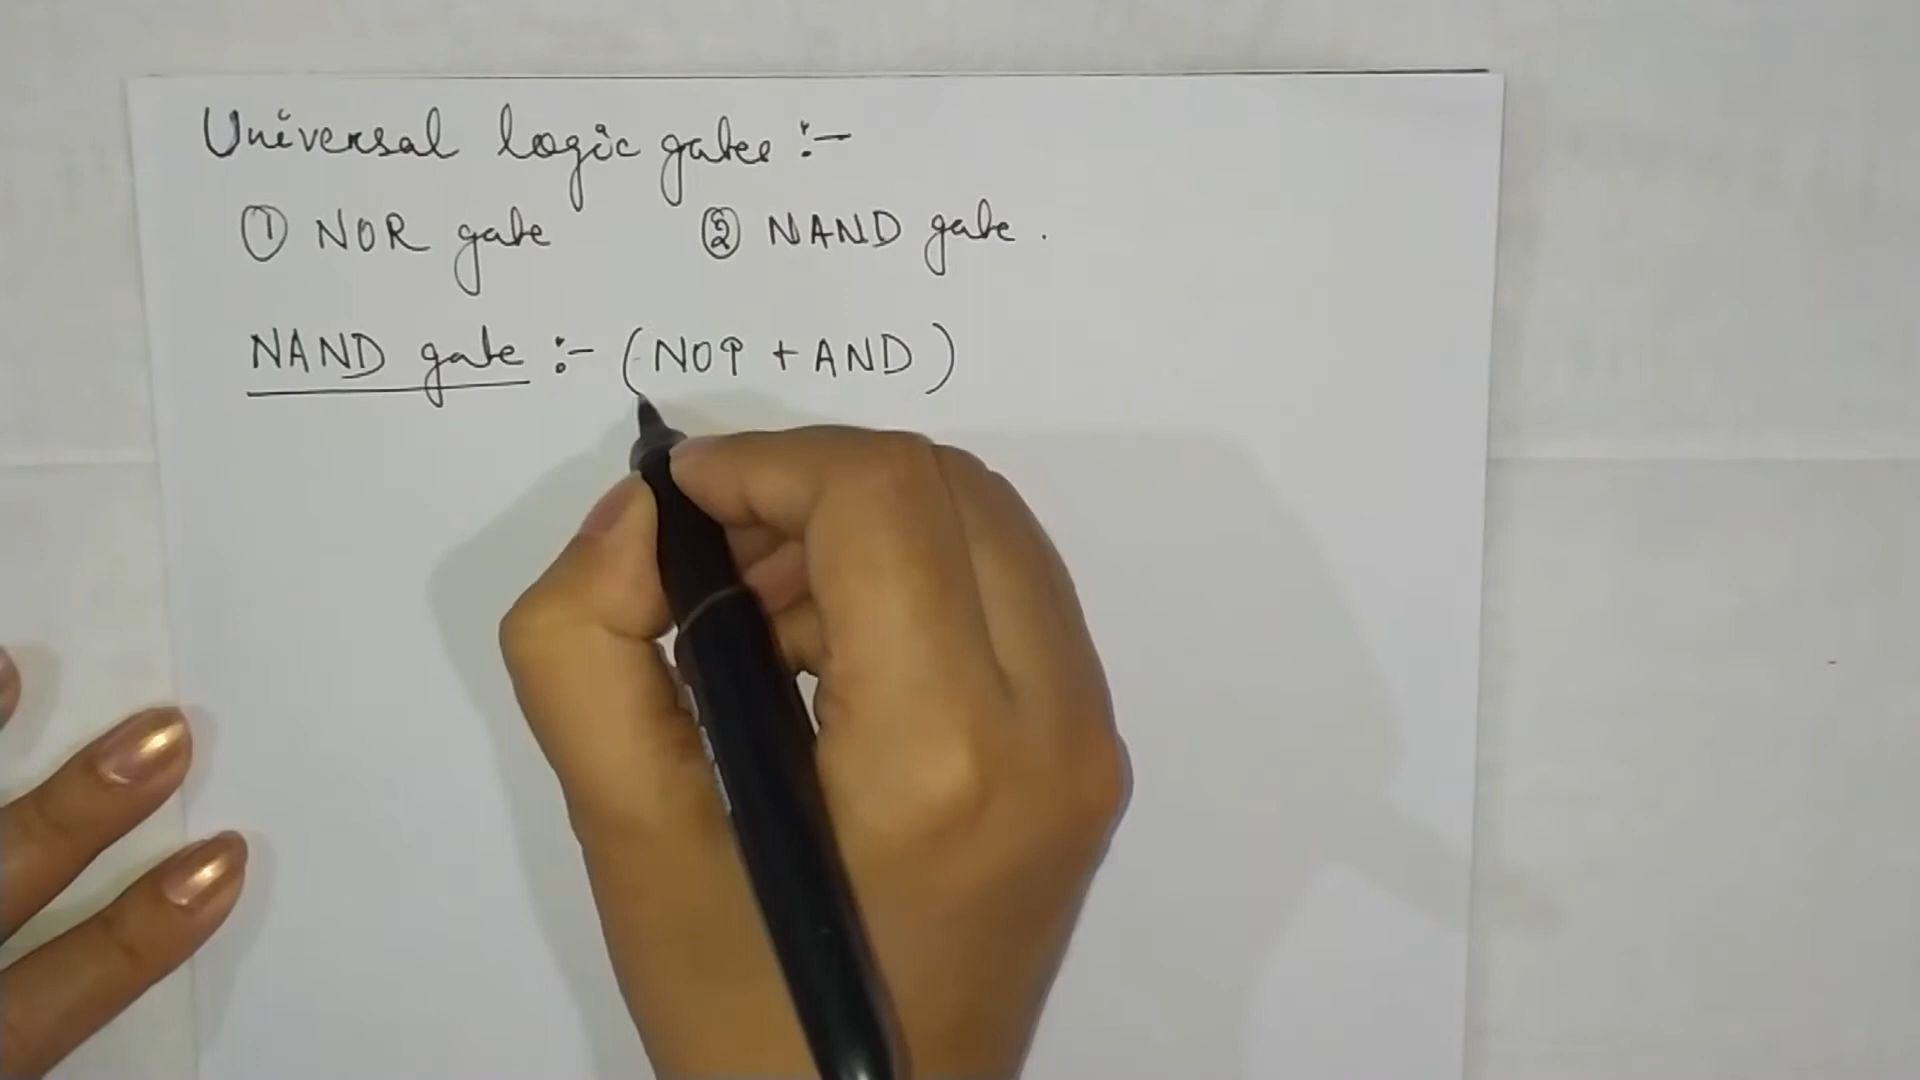 Universal logic gates :-
① NOR gate ② NAND gate .
NAND gate :- (NOT + AND)